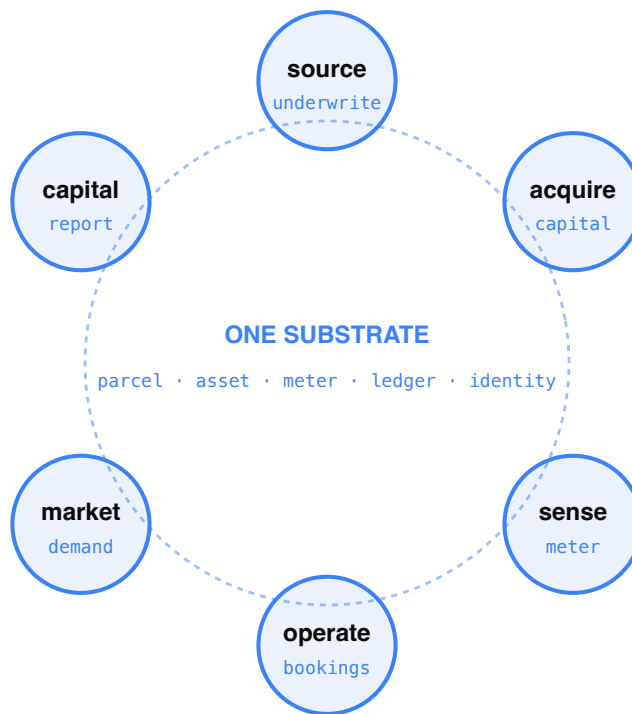 source
underwrite
capital
report
acquire
capital
ONE SUBSTRATE
parcel · asset · meter · ledger · identity
market
demand
sense
meter
operate
bookings